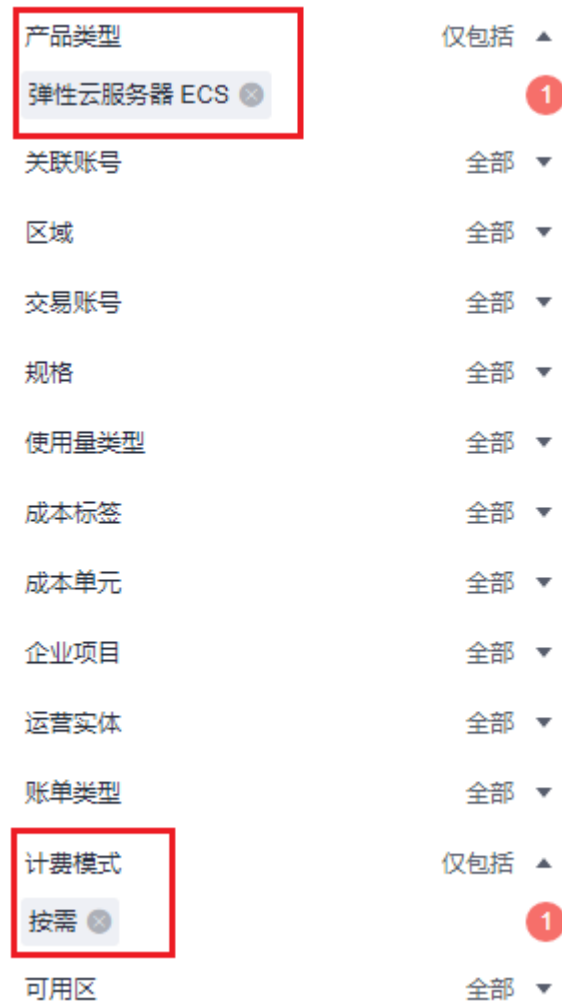 产品类型 仅包括
弹性云服务器 ECS 1
关联账号 全部
区域 全部
交易账号 全部
规格 全部
使用量类型 全部
成本标签 全部
成本单元 全部
企业项目 全部
运营实体 全部
账单类型 全部
计费模式 仅包括
按需 1
可用区 全部